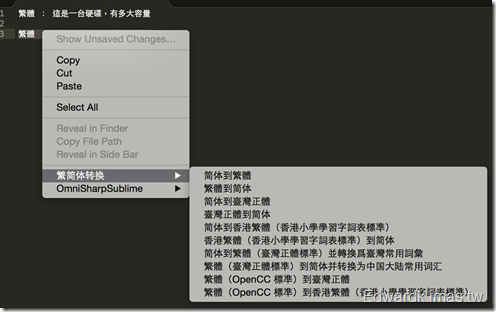 1 繁體 ： 這是一台硬碟，有多大容量
2
3 繁體
Show Unsaved Changes…
Copy
Cut
Paste
Select All
Reveal in Finder
Copy File Path
Reveal in Side Bar
繁简体转换
OmniSharpSublime
简体到繁體
繁體到简体
简体到臺灣正體
臺灣正體到简体
简体到香港繁體（香港小學學習字詞表標準）
香港繁體（香港小學學習字詞表標準）到简体
简体到繁體（臺灣正體標準）並轉換爲臺灣常用詞彙
繁體（臺灣正體標準）到简体并转换为中国大陆常用词汇
繁體（OpenCC 標準）到臺灣正體
繁體（OpenCC 標準）到香港繁體（香港小學學習字詞表標準）